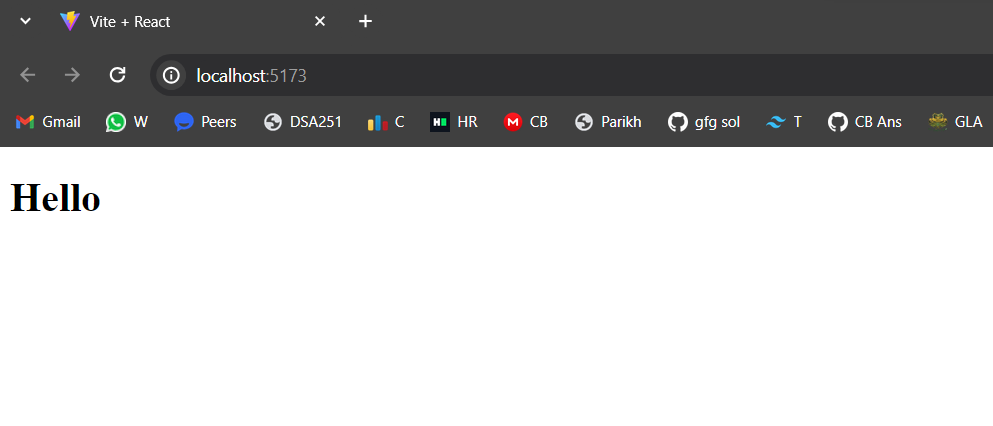 Vite + React
localhost:5173
Gmail W Peers DSA251 C HR CB Parikh gfg sol T CB Ans GLA
Hello